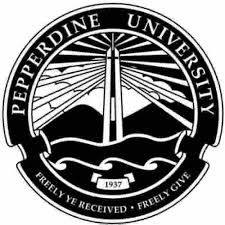 PEPPERDINE UNIVERSITY
1937
FREELY YE RECEIVED • FREELY GIVE